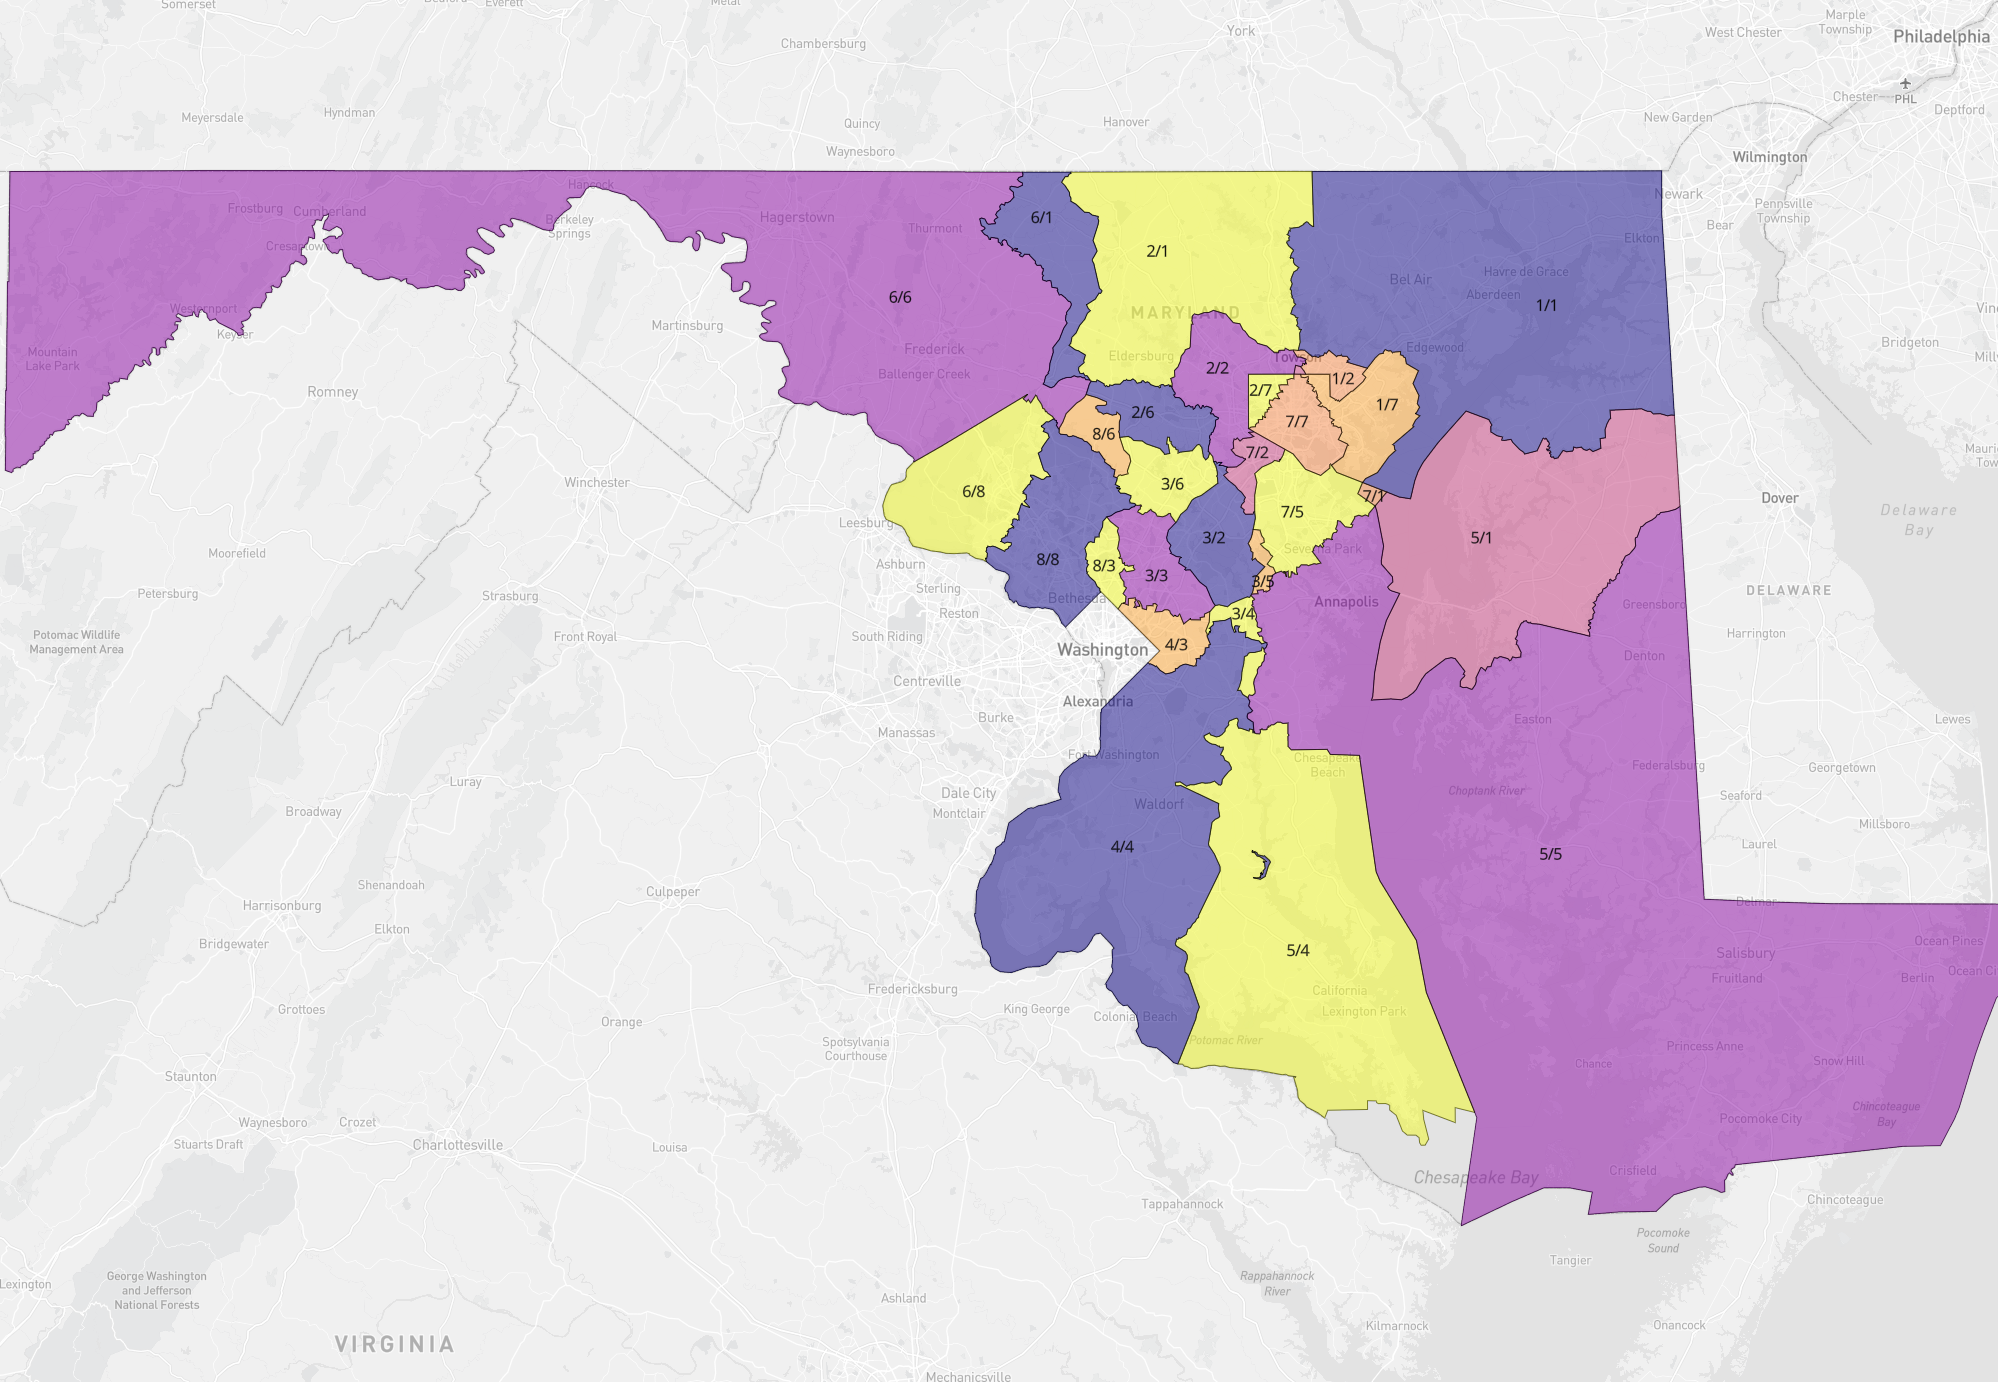 Somerset
Everett
York
Marple
Township
West Chester
Philadelphia
Chambersburg
PHL
Chester
Deptford
Meyersdale
Hyndman
Quincy
Hanover
New Garden
Waynesboro
Wilmington
Newark
Pennsville
Township
Bear
Hancock
Frostburg
Cumberland
Berkeley
Springs
Hagerstown
Thurmont
6/1
2/1
Elkton
Bel Air
Havre de Grace
Aberdeen
1/1
6/6
MARYLAND
Westernport
Keyser
Martinsburg
Mountain
Lake Park
Frederick
Ballenger Creek
Eldersburg
Towson
Edgewood
Bridgeton
2/2
1/2
2/7
1/7
Romney
2/6
7/7
8/6
7/2
Winchester
6/8
3/6
7/1
Dover
Delaware
Bay
Leesburg
7/5
5/1
3/2
Moorefield
Severna Park
Ashburn
8/8
8/3
3/3
3/5
Sterling
Reston
Bethesda
Annapolis
DELAWARE
Petersburg
Strasburg
Greensboro
3/4
Potomac Wildlife
Management Area
Front Royal
South Riding
Washington
4/3
Harrington
Denton
Centreville
Alexandria
Burke
Manassas
Easton
Lewes
Fort Washington
Chesapeake
Beach
Federalsburg
Georgetown
Luray
Dale City
Montclair
Waldorf
Choptank River
Seaford
Broadway
Millsboro
4/4
5/5
Laurel
Shenandoah
Culpeper
Harrisonburg
Delmar
Elkton
Bridgewater
5/4
Salisbury
Fruitland
Ocean Pines
Berlin
Fredericksburg
California
Lexington Park
Grottoes
Orange
King George
Colonial Beach
Spotsylvania
Courthouse
Potomac River
Princess Anne
Chance
Snow Hill
Staunton
Waynesboro
Crozet
Stuarts Draft
Charlottesville
Louisa
Pocomoke City
Chincoteague
Bay
Chesapeake Bay
Crisfield
Tappahannock
Chincoteague
Pocomoke
Sound
Tangier
Lexington
George Washington
and Jefferson
National Forests
Rappahannock
River
Ashland
VIRGINIA
Kilmarnock
Onancock
Mechanicsville